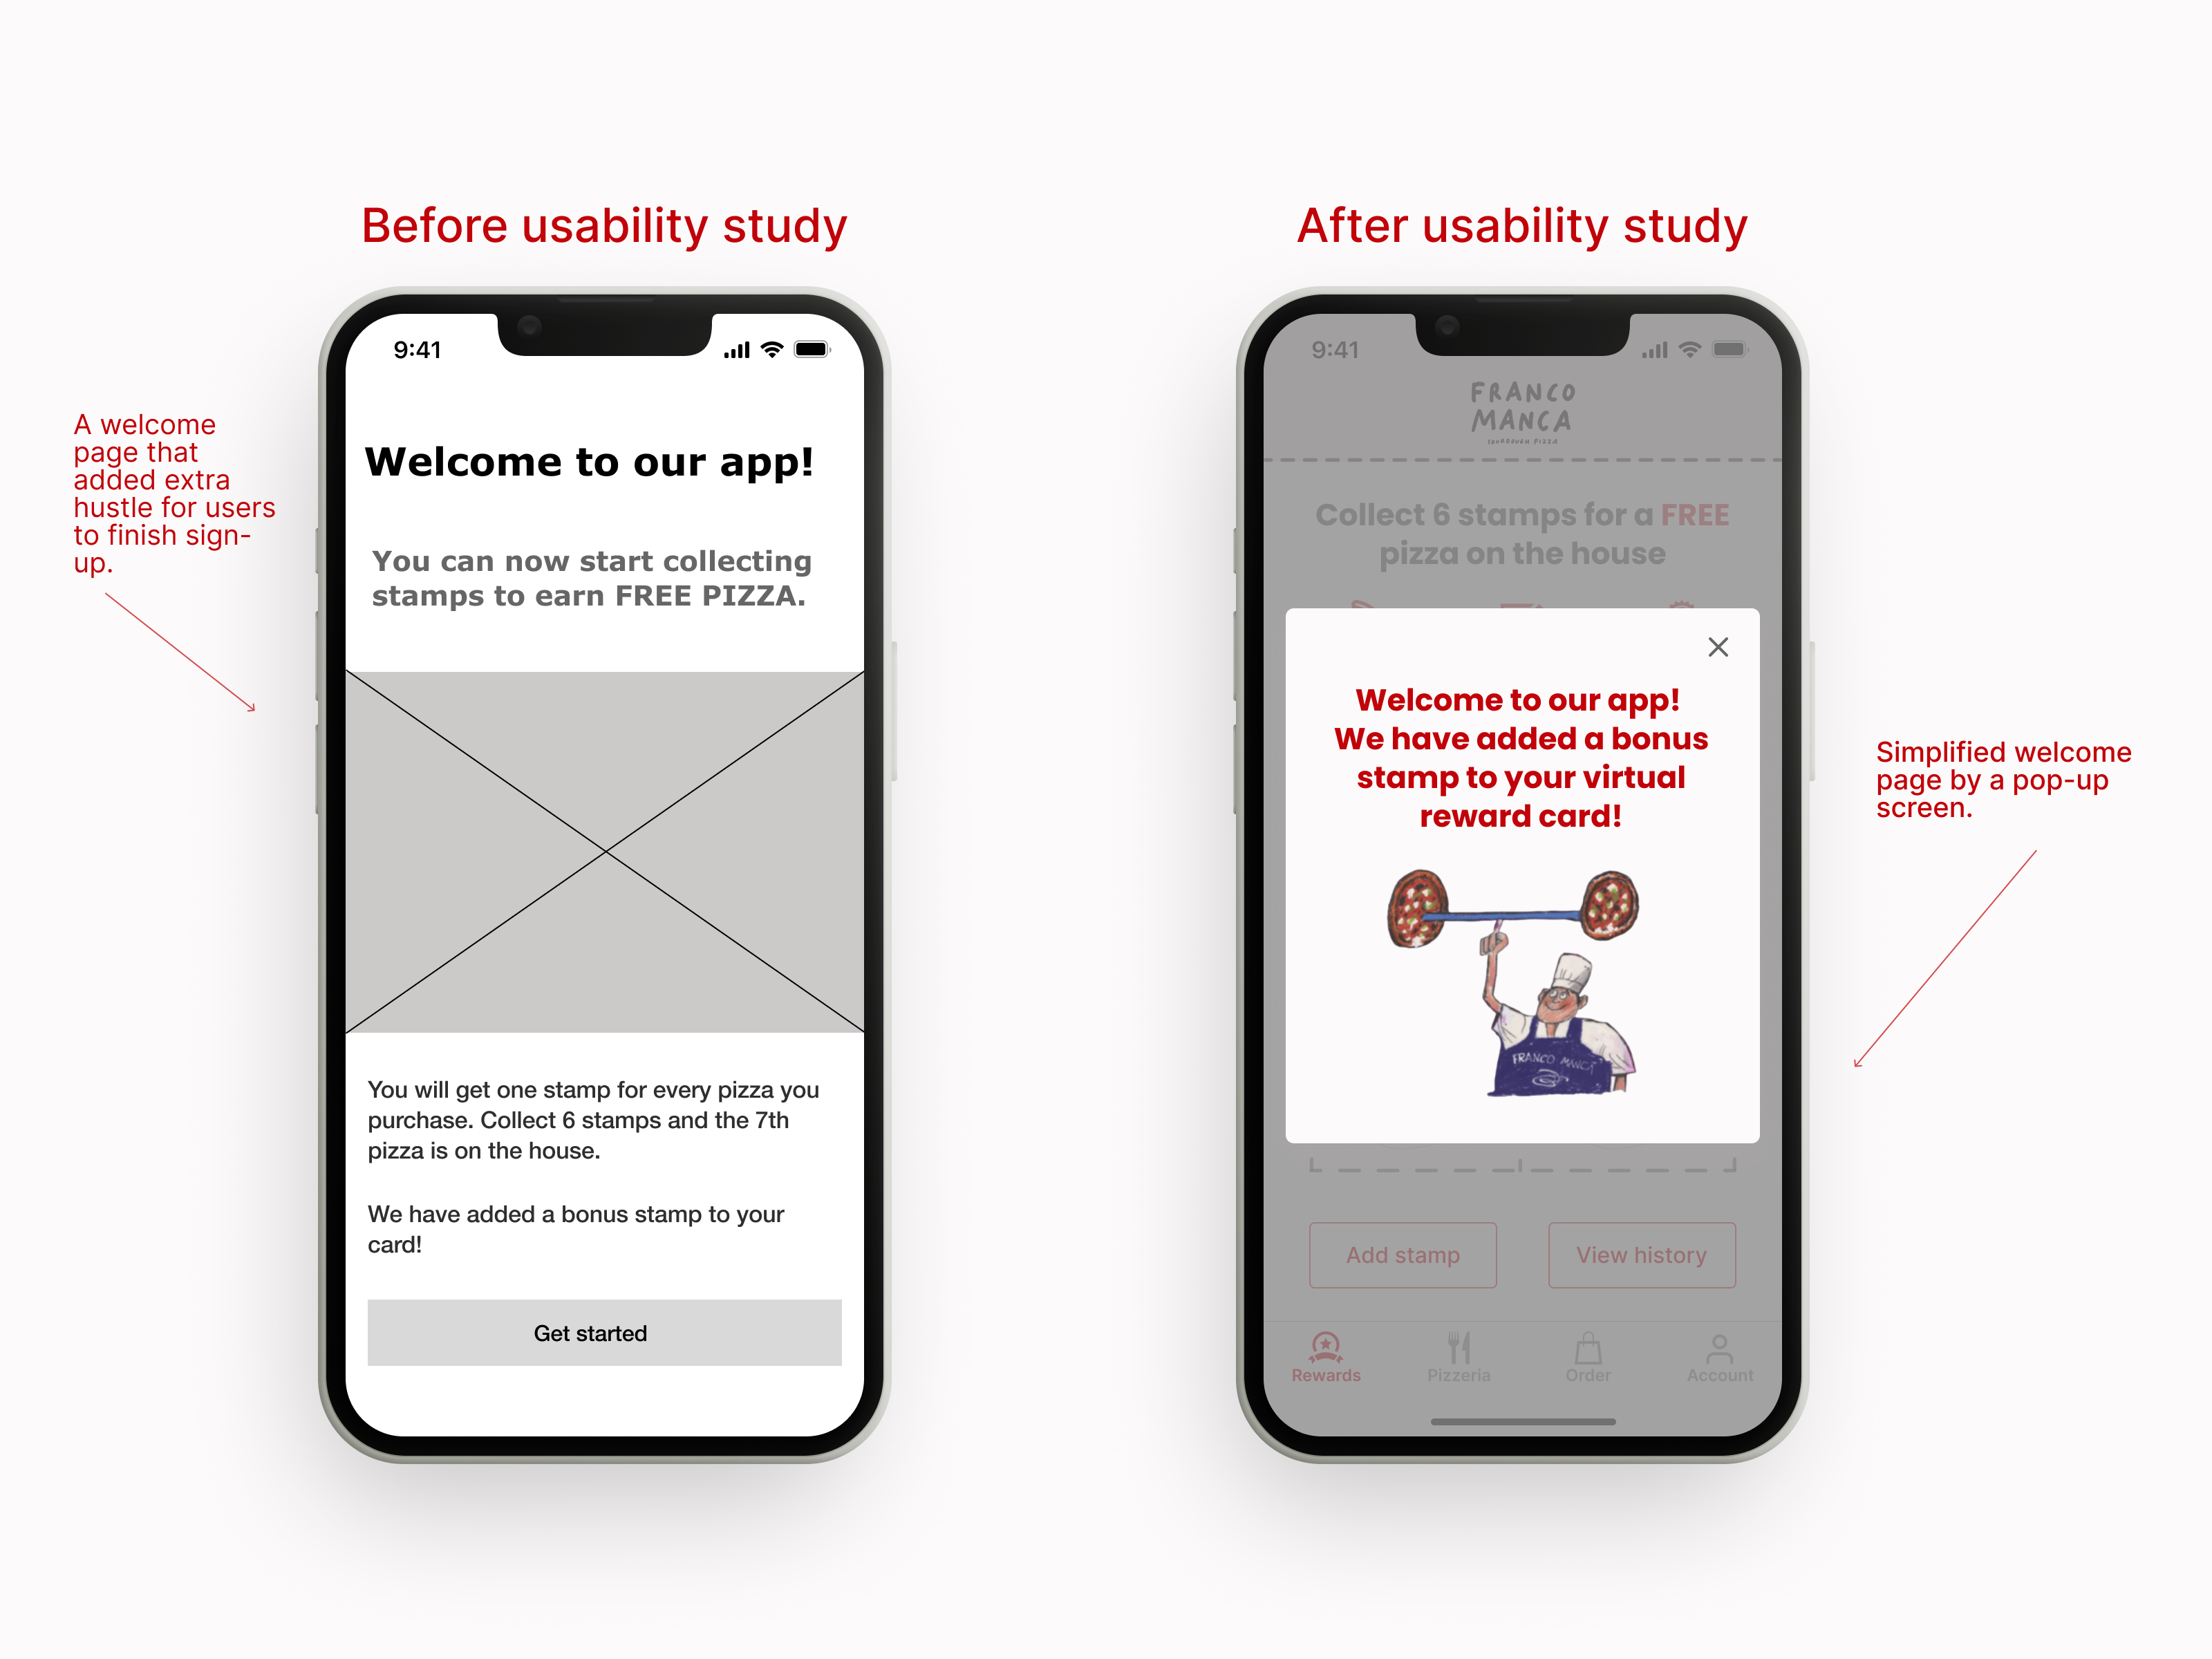 Before usability study
After usability study
A welcome
page that
added extra
hustle for users
to finish sign-
up.
9:41
Welcome to our app!
You can now start collecting
stamps to earn FREE PIZZA.
You will get one stamp for every pizza you
purchase. Collect 6 stamps and the 7th
pizza is on the house.
We have added a bonus stamp to your
card!
Get started
9:41
FRANCO
MANCA
SOURDOUGH PIZZA
Collect 6 stamps for a FREE
pizza on the house
Welcome to our app!
We have added a bonus
stamp to your virtual
reward card!
FRANCO MANCA
Add stamp
View history
Rewards
Pizzeria
Order
Account
Simplified welcome
page by a pop-up
screen.